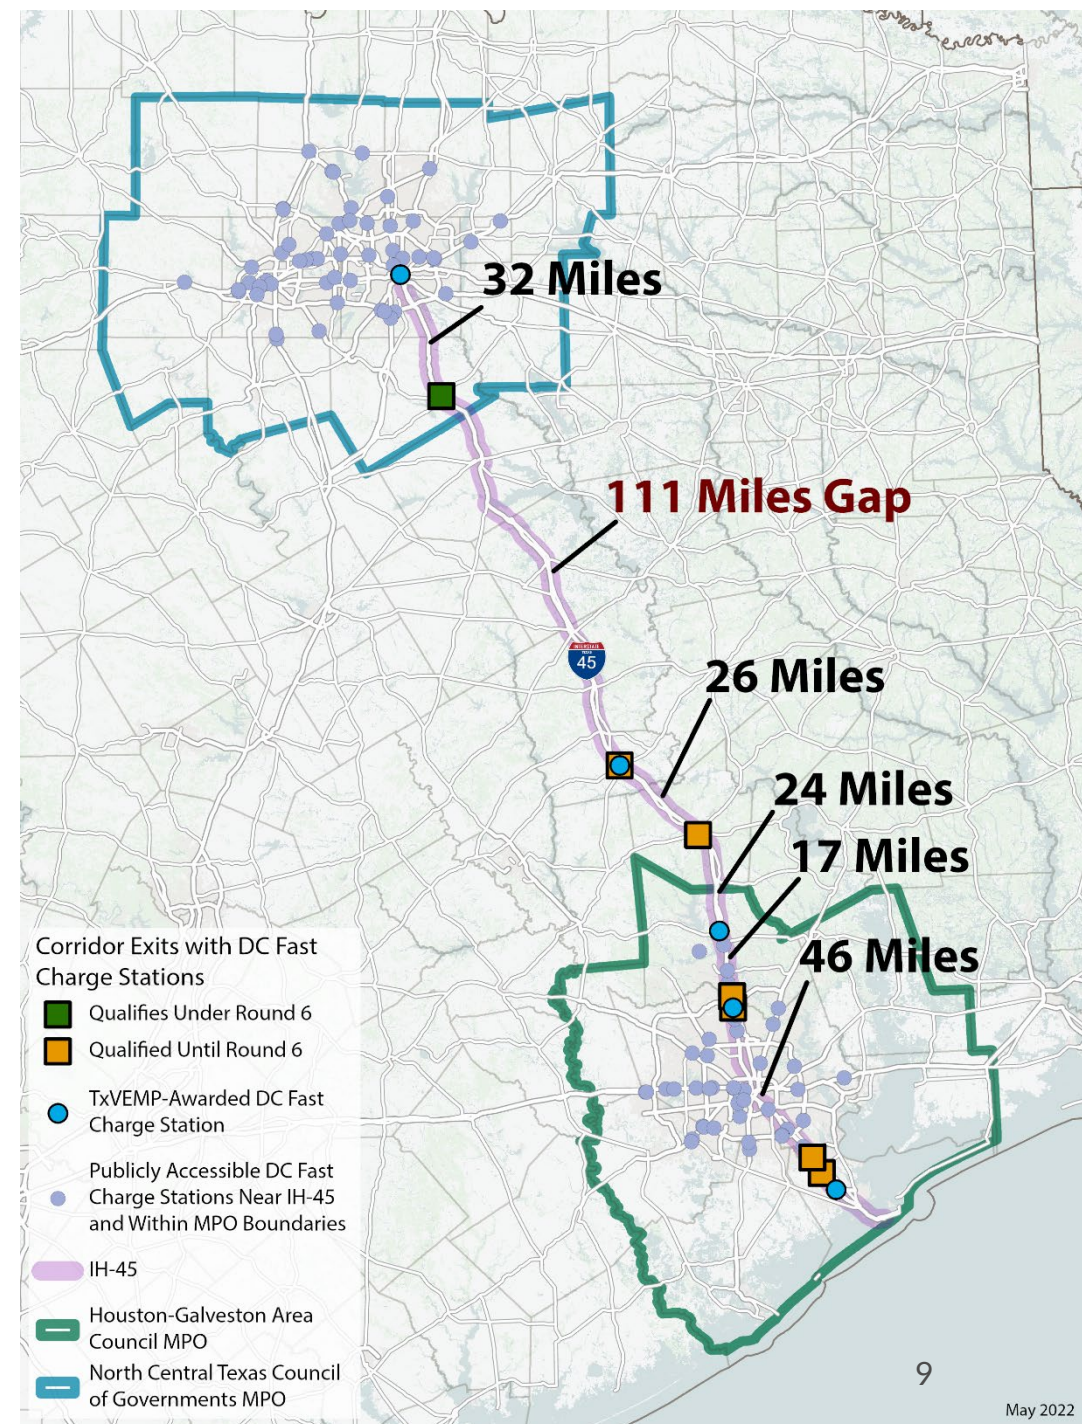 32 Miles
111 Miles Gap
INTERSTATE
TEXAS
45
26 Miles
24 Miles
17 Miles
46 Miles
Corridor Exits with DC Fast
Charge Stations
Qualifies Under Round 6
Qualified Until Round 6
TxVEMP-Awarded DC Fast
Charge Station
Publicly Accessible DC Fast
Charge Stations Near IH-45
and Within MPO Boundaries
IH-45
Houston-Galveston Area
Council MPO
North Central Texas Council
of Governments MPO
9
May 2022